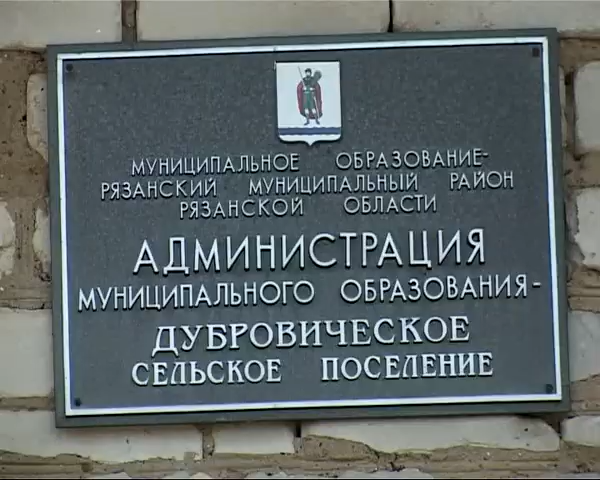 МУНИЦИПАЛЬНОЕ ОБРАЗОВАНИЕ-
РЯЗАНСКИЙ МУНИЦИПАЛЬНЫЙ РАЙОН
РЯЗАНСКОЙ ОБЛАСТИ
АДМИНИСТРАЦИЯ
МУНИЦИПАЛЬНОГО ОБРАЗОВАНИЯ-
ДУБРОВИЧЕСКОЕ
СЕЛЬСКОЕ ПОСЕЛЕНИЕ